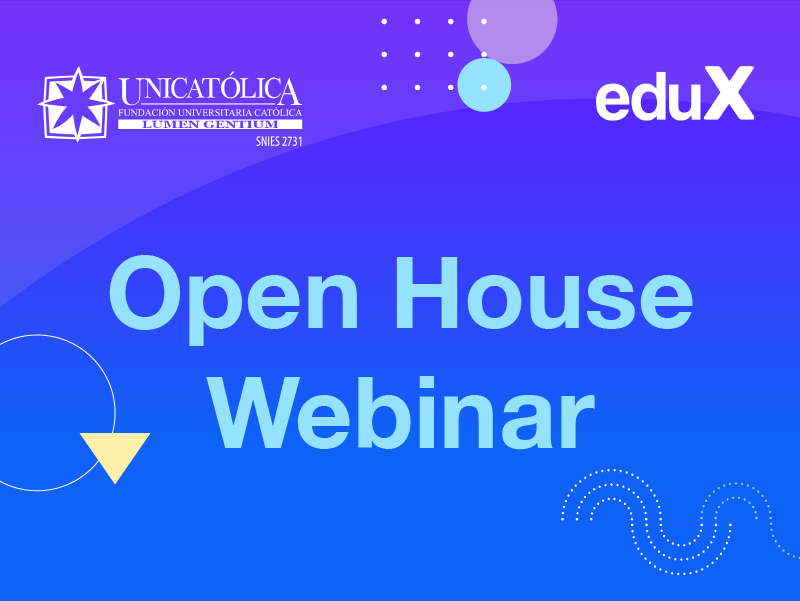 UNICATÓLICA
FUNDACIÓN UNIVERSITARIA CATÓLICA
LUMEN GENTIUM
SNIES 2731
eduX
Open House
Webinar